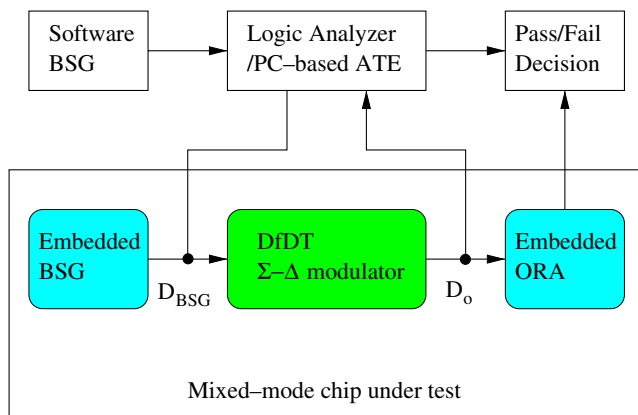 Software
BSG
Logic Analyzer
/PC–based ATE
Pass/Fail
Decision
Embedded
BSG
DfDT
Σ–Δ modulator
Embedded
ORA
D_BSG
D_o
Mixed–mode chip under test